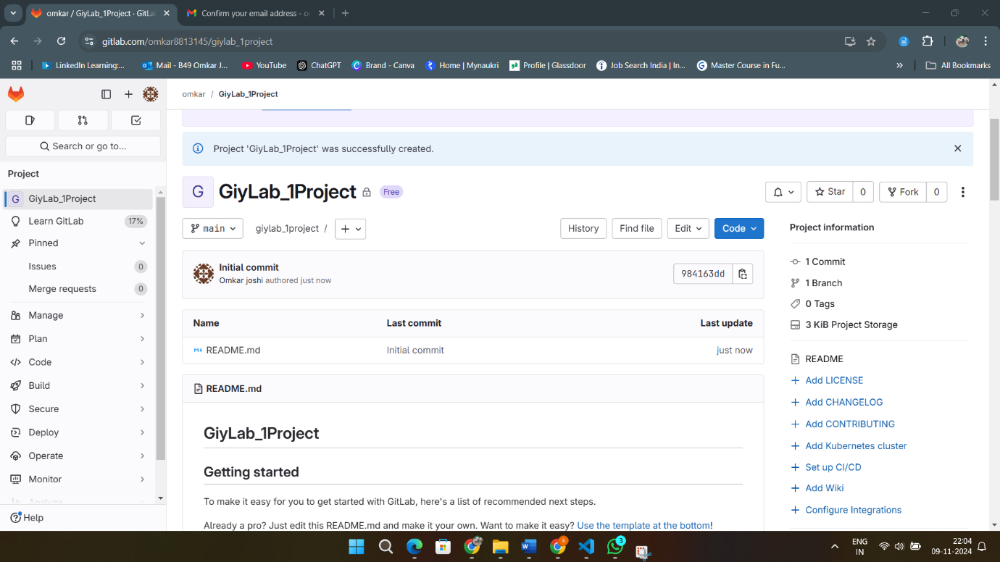 omkar / GiyLab_1Project · GitLab
Confirm your email address - or
gitlab.com/omkar8813145/giylab_1project
LinkedIn Learning:...
Mail - B49 Omkar J...
YouTube
ChatGPT
Brand - Canva
Home | Mynaukri
Profile | Glassdoor
Job Search India | In...
Master Course in Fu...
All Bookmarks
omkar / GiyLab_1Project
Search or go to...
Project 'GiyLab_1Project' was successfully created.
Project
G GiyLab_1Project
Learn GitLab 17%
Pinned
Issues 0
Merge requests 0
Manage
Plan
Code
Build
Secure
Deploy
Operate
Monitor
Analyze
Help
G GiyLab_1Project Free
Star 0
Fork 0
main
giylab_1project /
History
Find file
Edit
Code
Initial commit
Omkar joshi authored just now
984163dd
Name Last commit Last update
README.md Initial commit just now
README.md
GiyLab_1Project
Getting started
To make it easy for you to get started with GitLab, here's a list of recommended next steps.
Already a pro? Just edit this README.md and make it your own. Want to make it easy? Use the template at the bottom!
Project information
1 Commit
1 Branch
0 Tags
3 KiB Project Storage
README
Add LICENSE
Add CHANGELOG
Add CONTRIBUTING
Add Kubernetes cluster
Set up CI/CD
Add Wiki
Configure Integrations
3
ENG
IN
22:04
09-11-2024